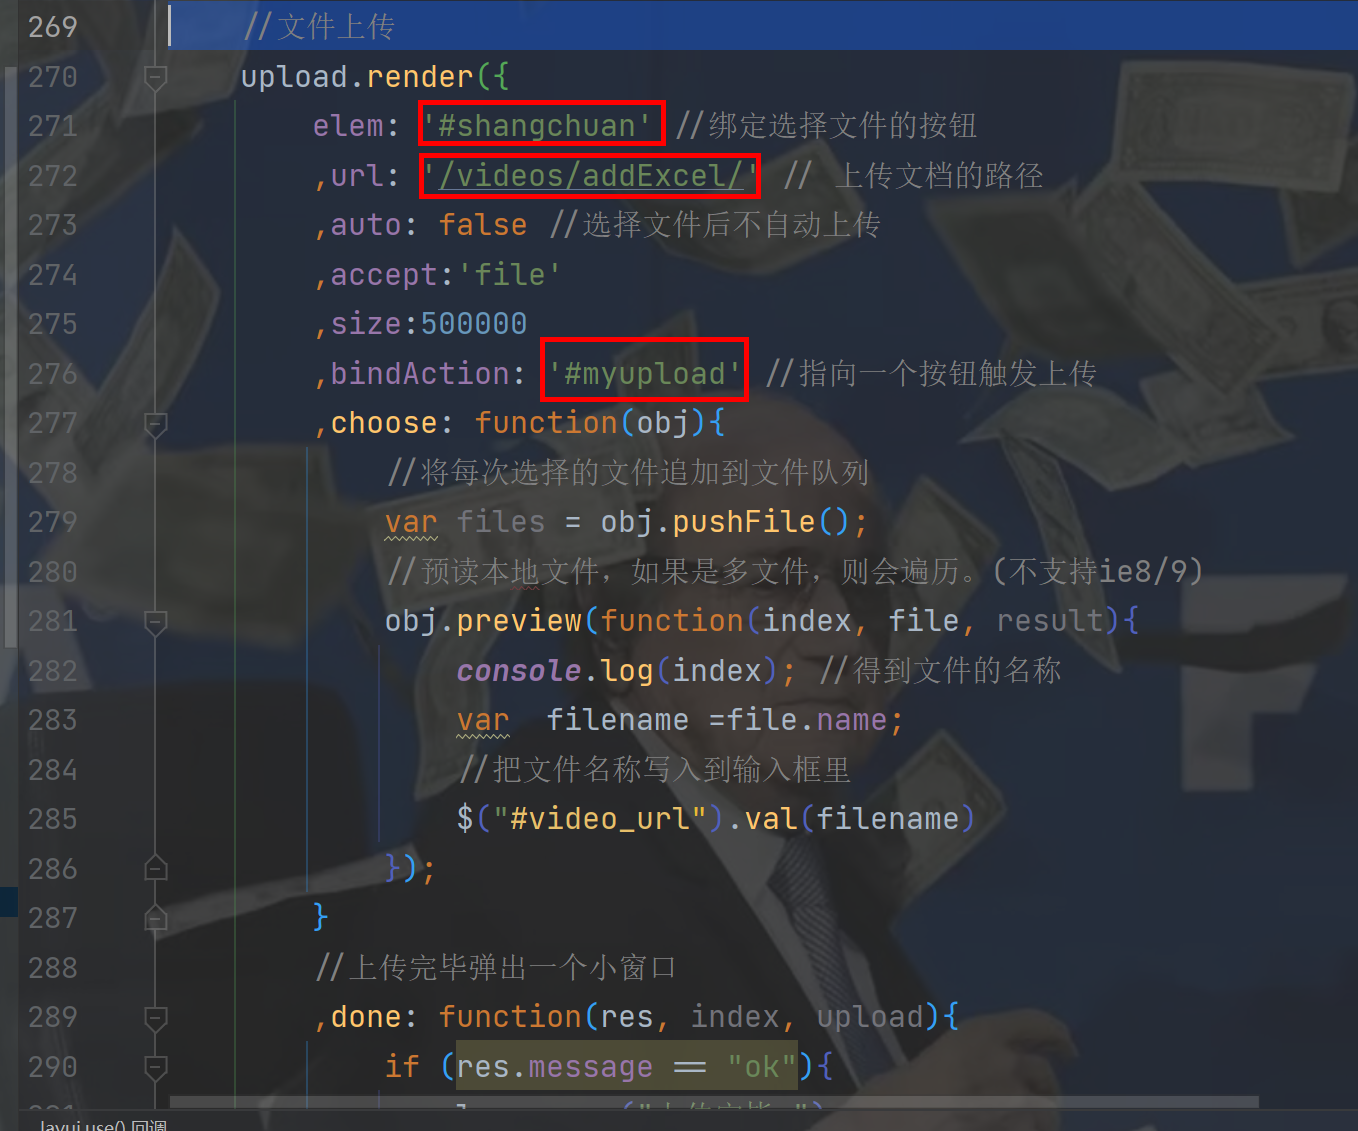 269 //文件上传
270 upload.render({
271 elem: '#shangchuan' //绑定选择文件的按钮
272 ,url: '/videos/addExcel/' // 上传文档的路径
273 ,auto: false //选择文件后不自动上传
274 ,accept:'file'
275 ,size:500000
276 ,bindAction: '#myupload' //指向一个按钮触发上传
277 ,choose: function(obj){
278 //将每次选择的文件追加到文件队列
279 var files = obj.pushFile();
280 //预读本地文件，如果是多文件，则会遍历。(不支持ie8/9)
281 obj.preview(function(index, file, result){
282 console.log(index); //得到文件的名称
283 var filename =file.name;
284 //把文件名称写入到输入框里
285 $("#video_url").val(filename)
286 });
287 }
288 //上传完毕弹出一个小窗口
289 ,done: function(res, index, upload){
290 if (res.message == "ok"){
layui.use() 回调